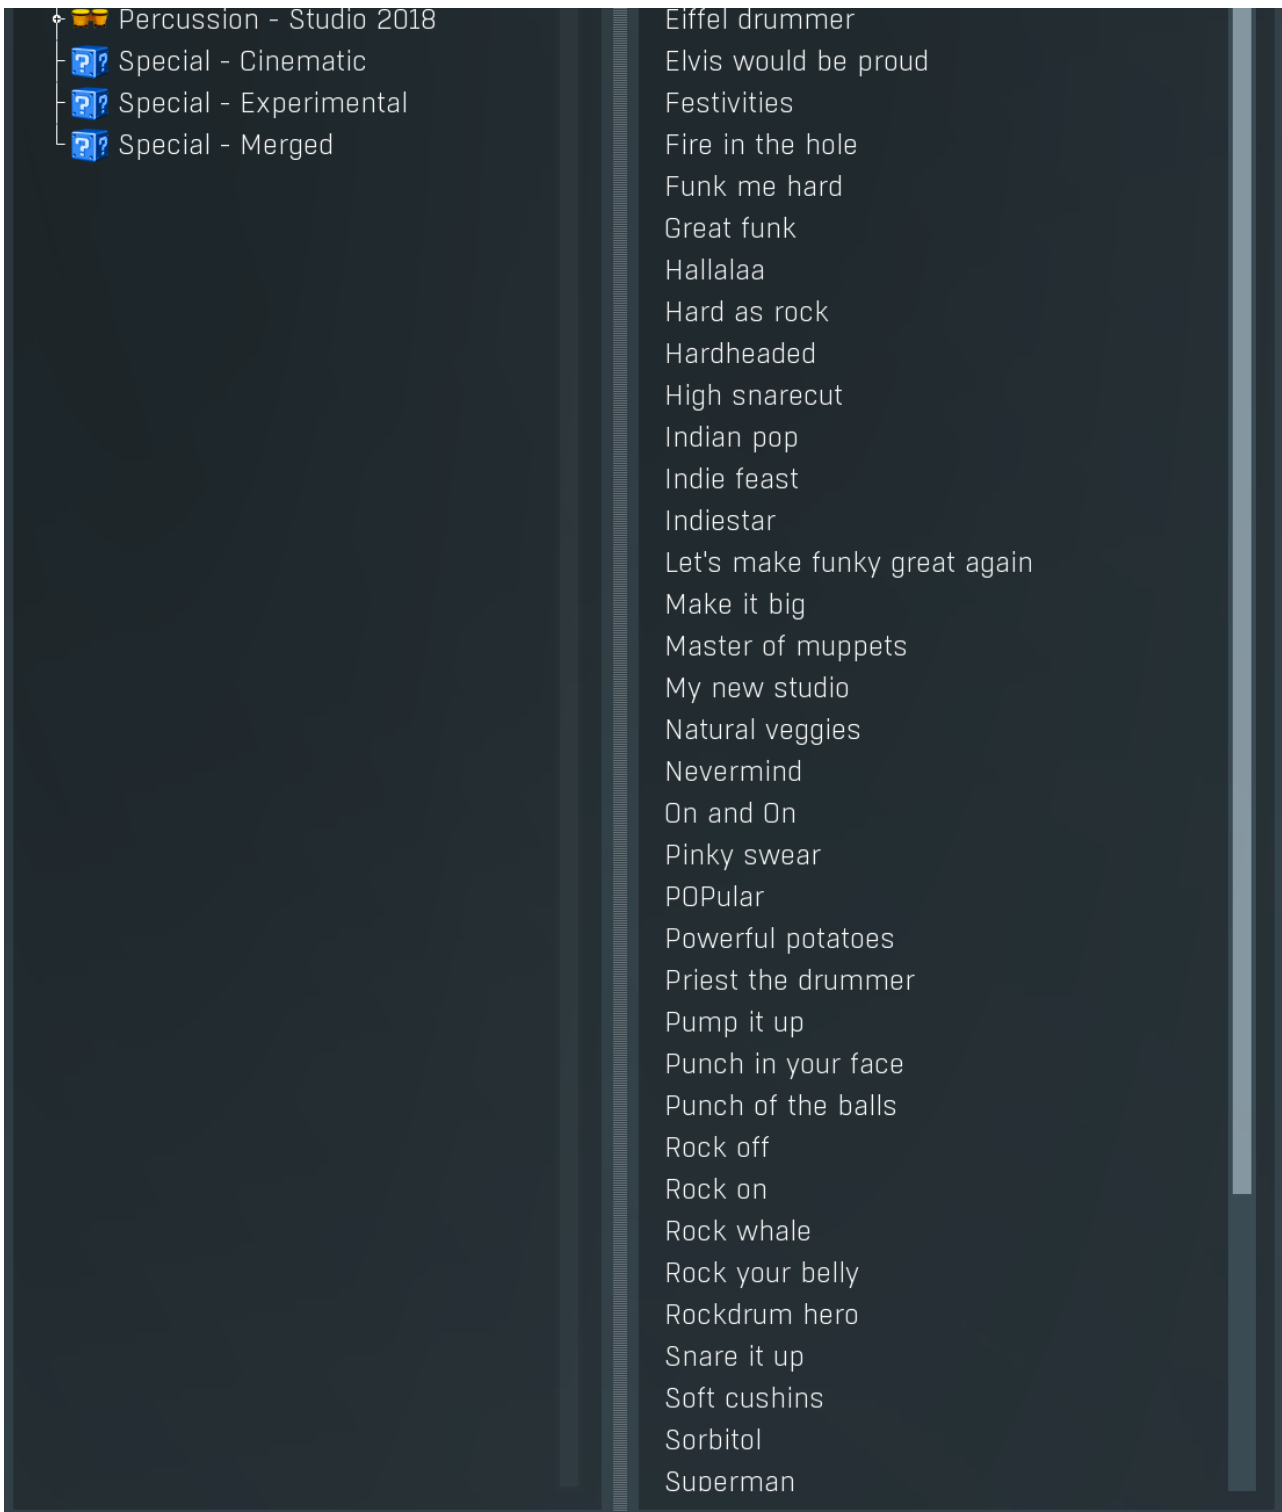 Percussion - Studio 2018
Special - Cinematic
Special - Experimental
Special - Merged
Eiffel drummer
Elvis would be proud
Festivities
Fire in the hole
Funk me hard
Great funk
Hallalaa
Hard as rock
Hardheaded
High snarecut
Indian pop
Indie feast
Indiestar
Let's make funky great again
Make it big
Master of muppets
My new studio
Natural veggies
Nevermind
On and On
Pinky swear
POPular
Powerful potatoes
Priest the drummer
Pump it up
Punch in your face
Punch of the balls
Rock off
Rock on
Rock whale
Rock your belly
Rockdrum hero
Snare it up
Soft cushins
Sorbitol
Superman